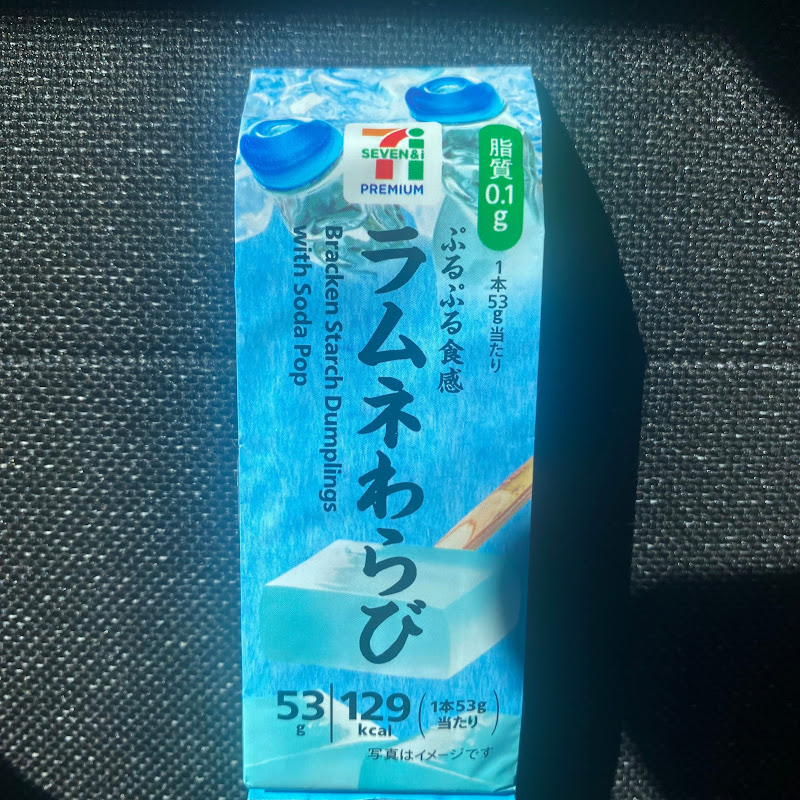 SEVEN&i
PREMIUM
脂質
0.1
g
1本53g当たり
ぷるぷる食感
ラムネわらび
Bracken Starch Dumplings
with Soda Pop
53
g
129
kcal
(1本53g
当たり)
写真はイメージです